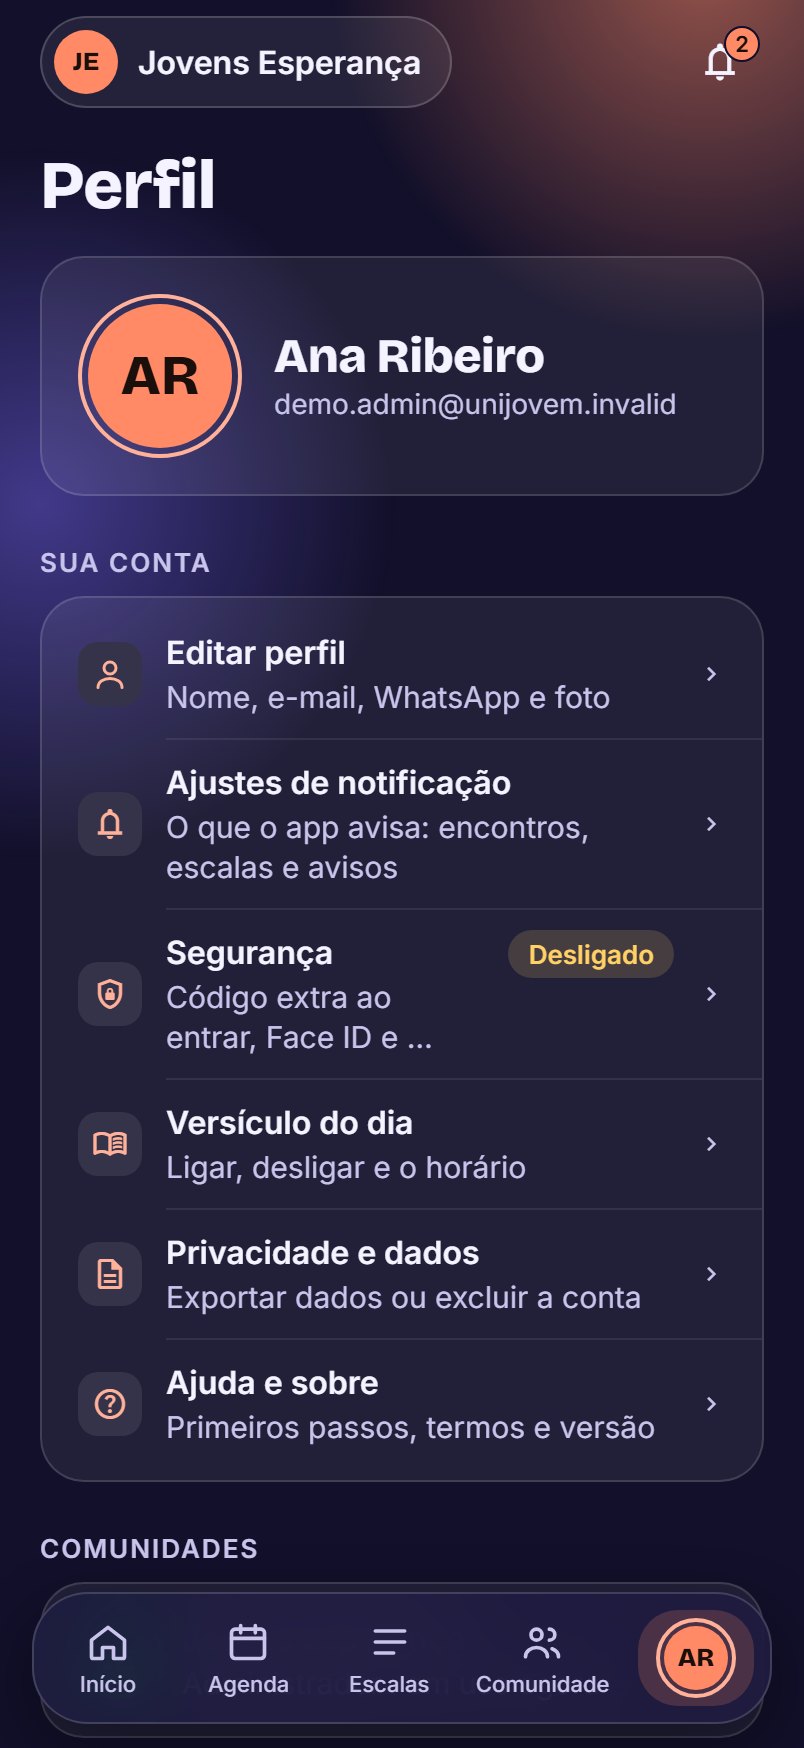 JE
Jovens Esperança
2
Perfil
AR
Ana Ribeiro
demo.admin@unijovem.invalid
SUA CONTA
Editar perfil
Nome, e-mail, WhatsApp e foto
Ajustes de notificação
O que o app avisa: encontros,
escalas e avisos
Segurança
Desligado
Código extra ao
entrar, Face ID e ...
Versículo do dia
Ligar, desligar e o horário
Privacidade e dados
Exportar dados ou excluir a conta
Ajuda e sobre
Primeiros passos, termos e versão
COMUNIDADES
Início
Agenda
Escalas
Comunidade
AR